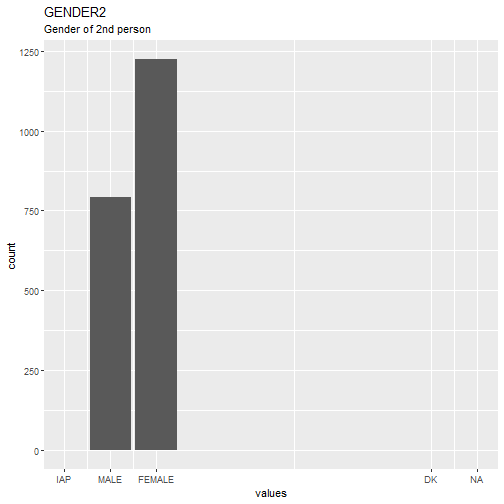 GENDER2
Gender of 2nd person
1250
1000
750
500
250
0
count
IAP MALE FEMALE DK NA
values